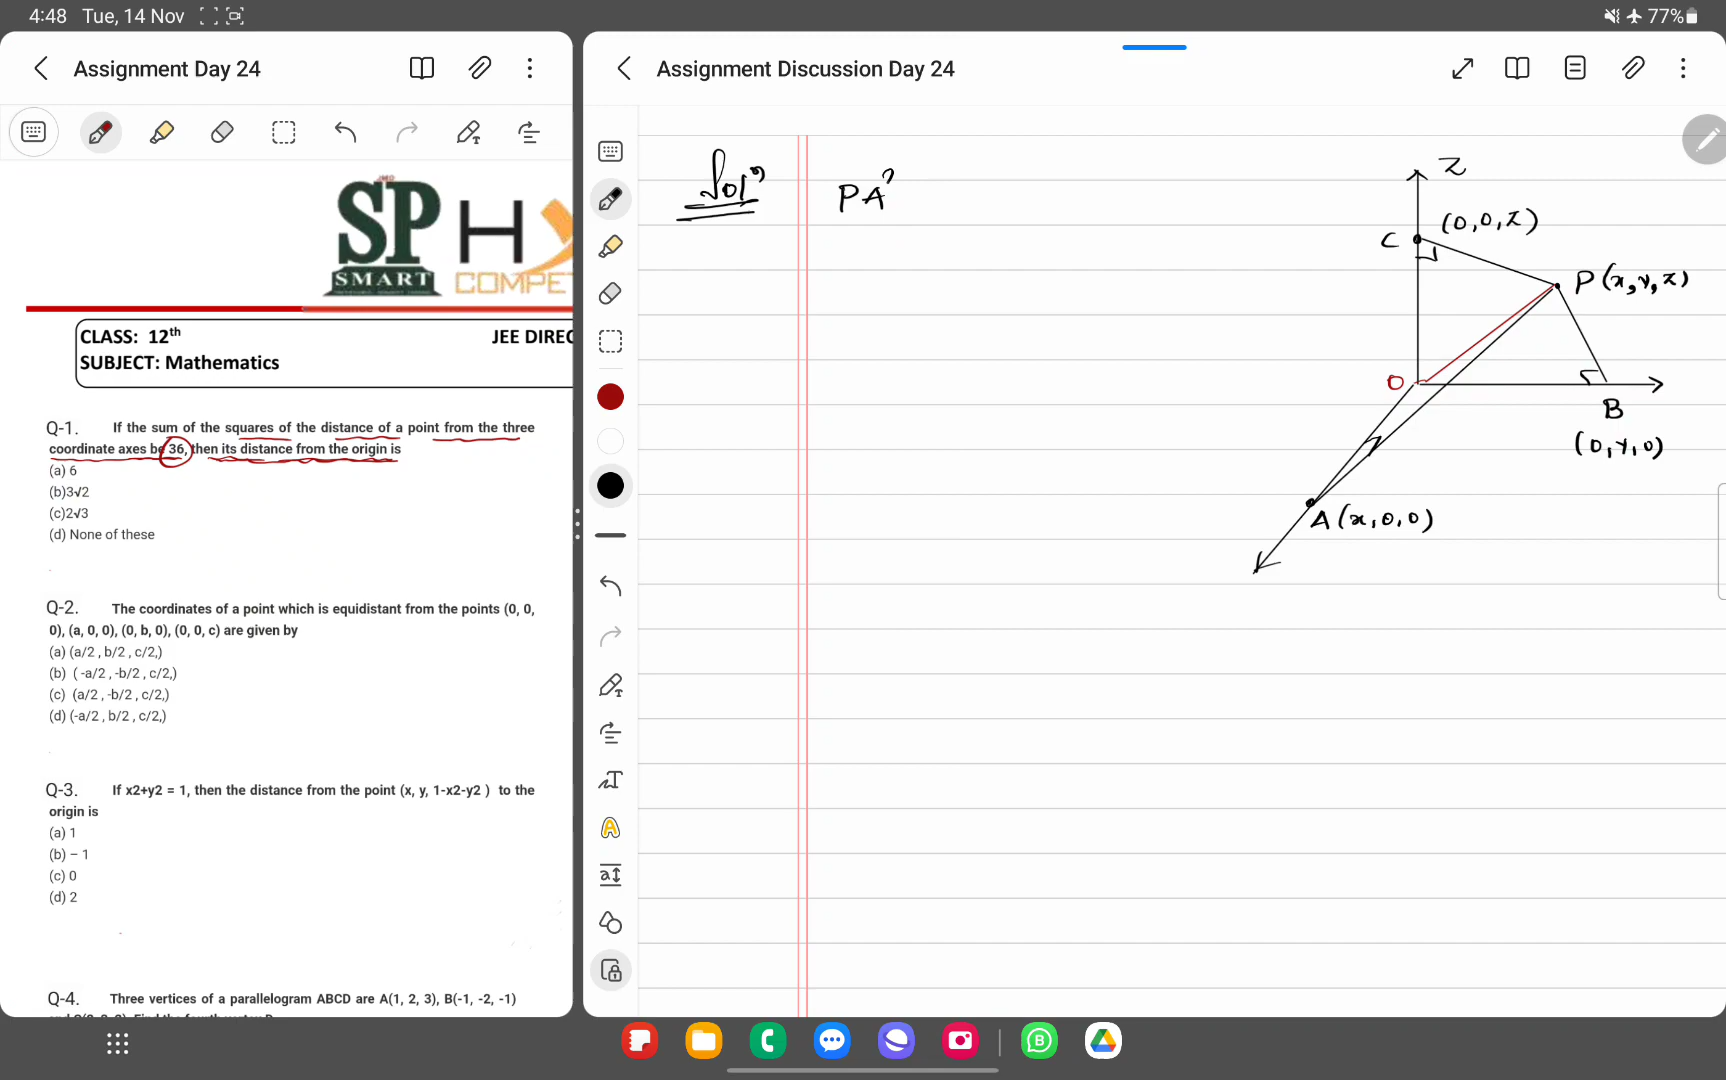 4:48 Tue, 14 Nov
77%
Assignment Day 24
SP
SMART
H
COMPE
CLASS: 12th
JEE DIREC
SUBJECT: Mathematics
Q-1. If the sum of the squares of the distance of a point from the three
coordinate axes be 36, then its distance from the origin is
(a) 6
(b)3√2
(c)2√3
(d) None of these
Q-2. The coordinates of a point which is equidistant from the points (0, 0,
0), (a, 0, 0), (0, b, 0), (0, 0, c) are given by
(a) (a/2 , b/2 , c/2,)
(b) ( -a/2 , -b/2 , c/2,)
(c) (a/2 , -b/2 , c/2,)
(d) (-a/2 , b/2 , c/2,)
Q-3. If x2+y2 = 1, then the distance from the point (x, y, 1-x2-y2 ) to the
origin is
(a) 1
(b) – 1
(c) 0
(d) 2
Q-4. Three vertices of a parallelogram ABCD are A(1, 2, 3), B(-1, -2, -1)
Assignment Discussion Day 24
Solⁿ
PA²
Z
C (0,0,z)
P(x,y,z)
O
B
(0,y,0)
A(x,0,0)